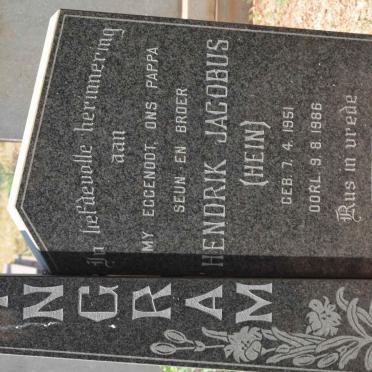 In liefdevolle herinnering
aan
MY EGGENOOT, ONS PAPPA
SEUN EN BROER
HENDRIK JACOBUS
(HEIN)
GEB. 7. 4. 1951
OORL. 9. 8. 1986
Rus in vrede
NGRAM